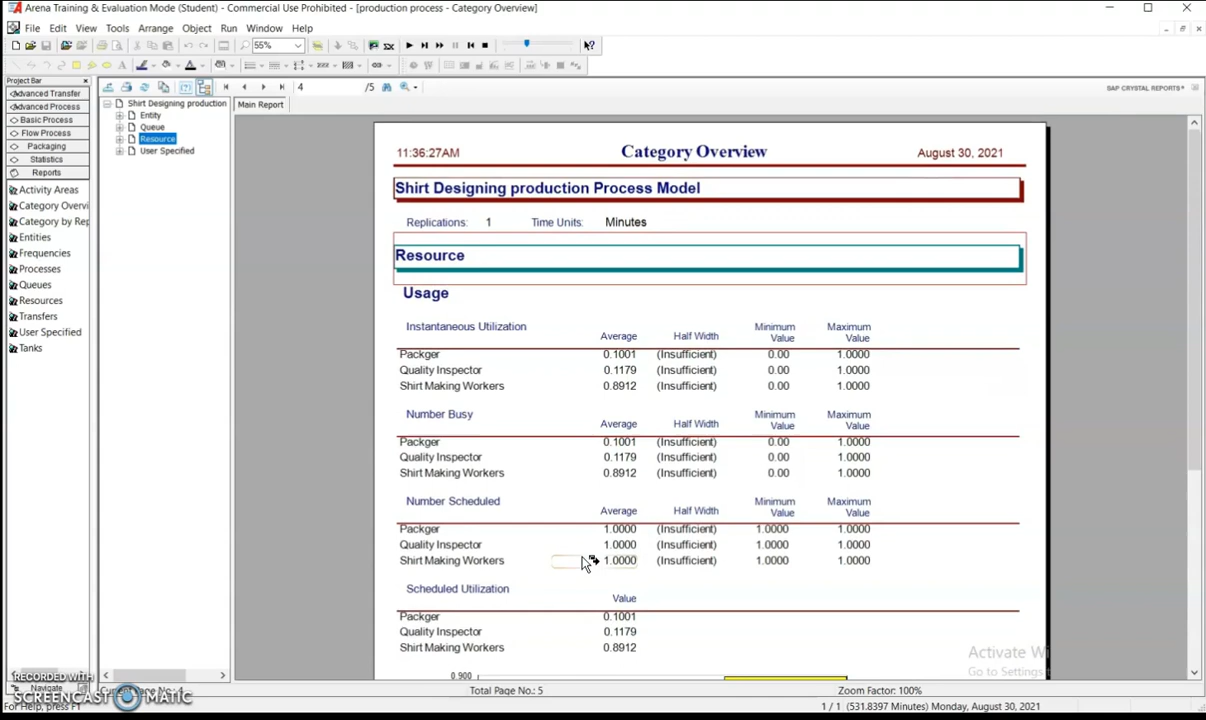 Arena Training & Evaluation Mode (Student) - Commercial Use Prohibited - [production process - Category Overview]
File Edit View Tools Arrange Object Run Window Help
55%
Project Bar
Advanced Transfer
Advanced Process
Basic Process
Flow Process
Packaging
Statistics
Reports
Activity Areas
Category Overvi
Category by Rep
Entities
Frequencies
Processes
Queues
Resources
Transfers
User Specified
Tanks
Navigate
4 /5
SAP CRYSTAL REPORTS®
Shirt Designing production
Entity
Queue
Resource
User Specified
Main Report
11:36:27AM Category Overview August 30, 2021
Shirt Designing production Process Model
Replications: 1 Time Units: Minutes
Resource
Usage
Instantaneous Utilization Average Half Width Minimum Value Maximum Value
Packger 0.1001 (Insufficient) 0.00 1.0000
Quality Inspector 0.1179 (Insufficient) 0.00 1.0000
Shirt Making Workers 0.8912 (Insufficient) 0.00 1.0000
Number Busy Average Half Width Minimum Value Maximum Value
Packger 0.1001 (Insufficient) 0.00 1.0000
Quality Inspector 0.1179 (Insufficient) 0.00 1.0000
Shirt Making Workers 0.8912 (Insufficient) 0.00 1.0000
Number Scheduled Average Half Width Minimum Value Maximum Value
Packger 1.0000 (Insufficient) 1.0000 1.0000
Quality Inspector 1.0000 (Insufficient) 1.0000 1.0000
Shirt Making Workers 1.0000 (Insufficient) 1.0000 1.0000
Scheduled Utilization Value
Packger 0.1001
Quality Inspector 0.1179
Shirt Making Workers 0.8912
0.900
Activate Wi
Go to Settings
RECORDED WITH
SCREENCAST MATIC
Total Page No.: 5 Zoom Factor: 100%
For Help, press F1 1 / 1 (531.8397 Minutes) Monday, August 30, 2021